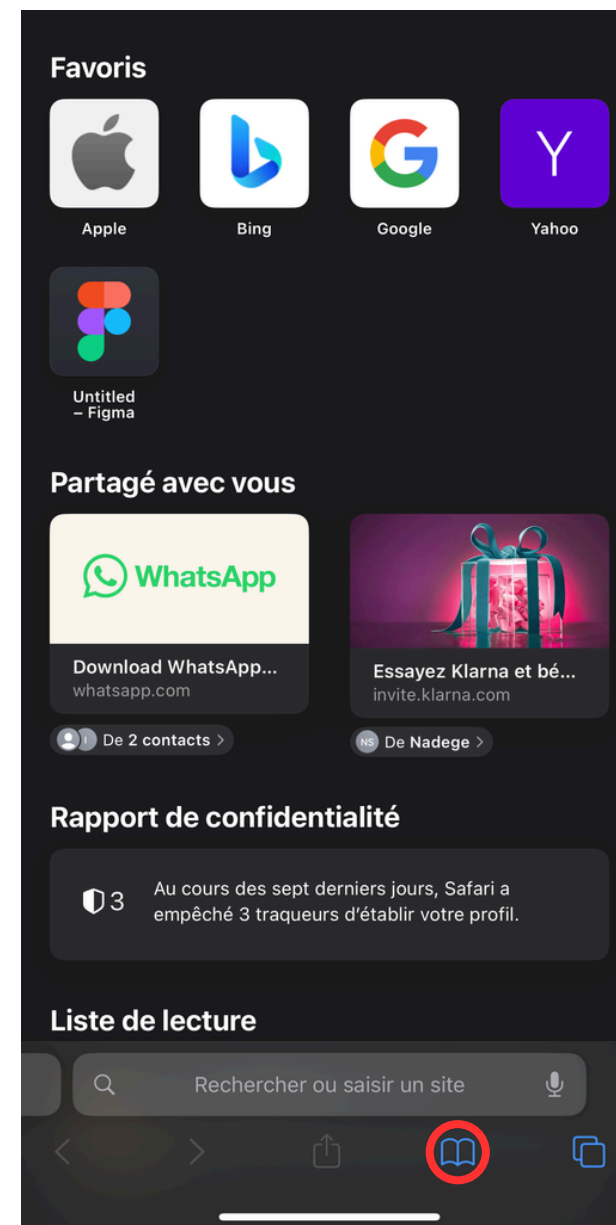 Favoris
Y
Apple
Bing
Google
Yahoo
Untitled
– Figma
Partagé avec vous
WhatsApp
Download WhatsApp...
whatsapp.com
De 2 contacts >
Essayez Klarna et bé...
invite.klarna.com
NS De Nadege >
Rapport de confidentialité
3
Au cours des sept derniers jours, Safari a
empêché 3 traqueurs d’établir votre profil.
Liste de lecture
Rechercher ou saisir un site